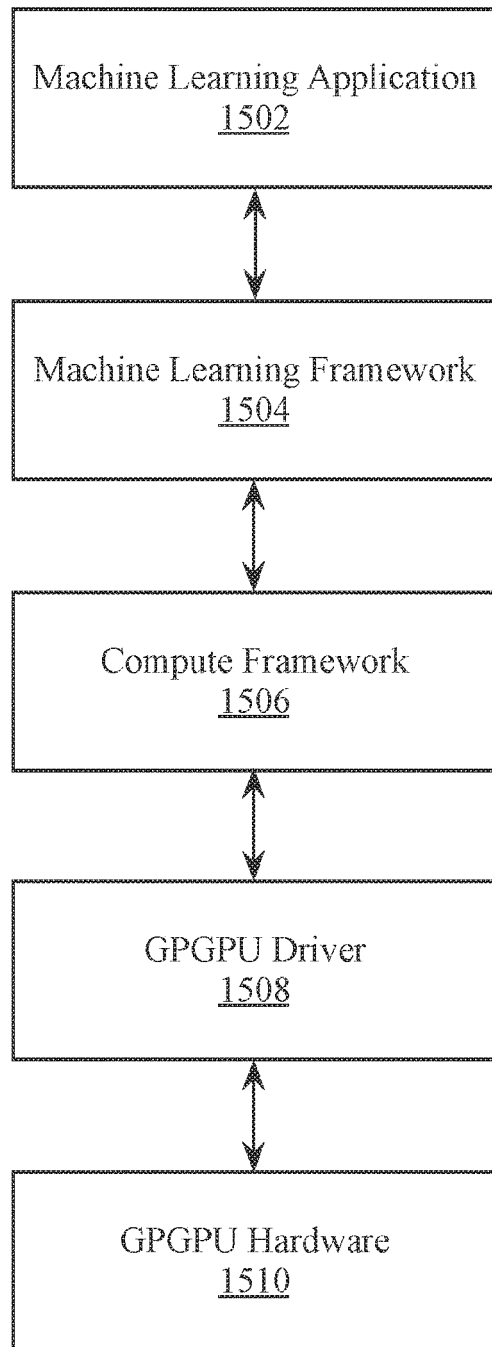 Machine Learning Application
1502
Machine Learning Framework
1504
Compute Framework
1506
GPGPU Driver
1508
GPGPU Hardware
1510